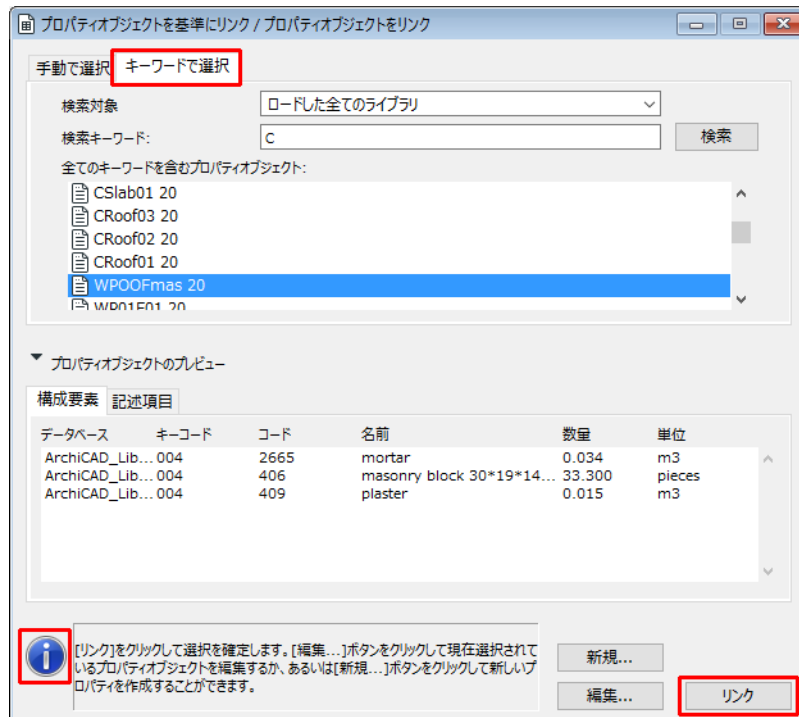 プロパティオブジェクトを基準にリンク / プロパティオブジェクトをリンク
手動で選択 キーワードで選択
検索対象 ロードした全てのライブラリ
検索キーワード: C 検索
全てのキーワードを含むプロパティオブジェクト:
CSlab01 20
CRoof03 20
CRoof02 20
CRoof01 20
WPOOFmas 20
WP01F01 20
プロパティオブジェクトのプレビュー
構成要素 記述項目
データベース キーコード コード 名前 数量 単位
ArchiCAD_Lib... 004 2665 mortar 0.034 m3
ArchiCAD_Lib... 004 406 masonry block 30*19*14... 33.300 pieces
ArchiCAD_Lib... 004 409 plaster 0.015 m3
[リンク]をクリックして選択を確定します。[編集...]ボタンをクリックして現在選択されて
いるプロパティオブジェクトを編集するか、あるいは[新規...]ボタンをクリックして新しいプ
ロパティを作成することができます。
新規...
編集... リンク